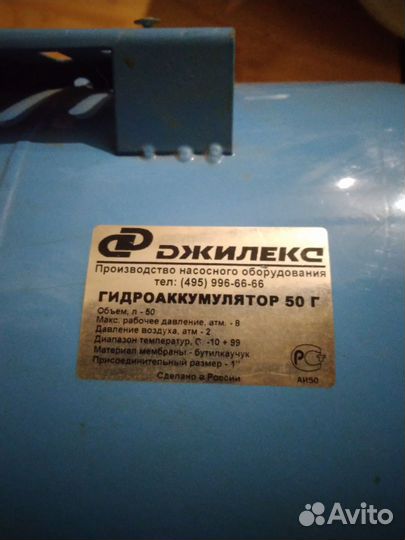 ДЖИЛЕКС
Производство насосного оборудования
тел: (495) 996-66-66
ГИДРОАККУМУЛЯТОР 50 Г
Объем, л - 50
Макс. рабочее давление, атм. - 8
Давление воздуха, атм - 2
Диапазон температур, С -10 + 99
Материал мембраны - бутилкаучук
Присоединительный размер - 1"
Сделано в России
АИ50
Avito